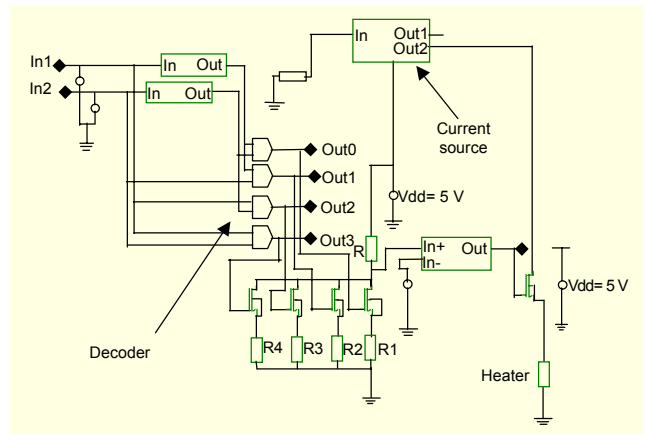 In Out1
Out2
In1
In Out
In2
In Out
Current
source
Out0
Out1
Out2
Out3
Vdd= 5 V
R
In+ Out
In-
Vdd= 5 V
R4 R3 R2 R1
Decoder
Heater